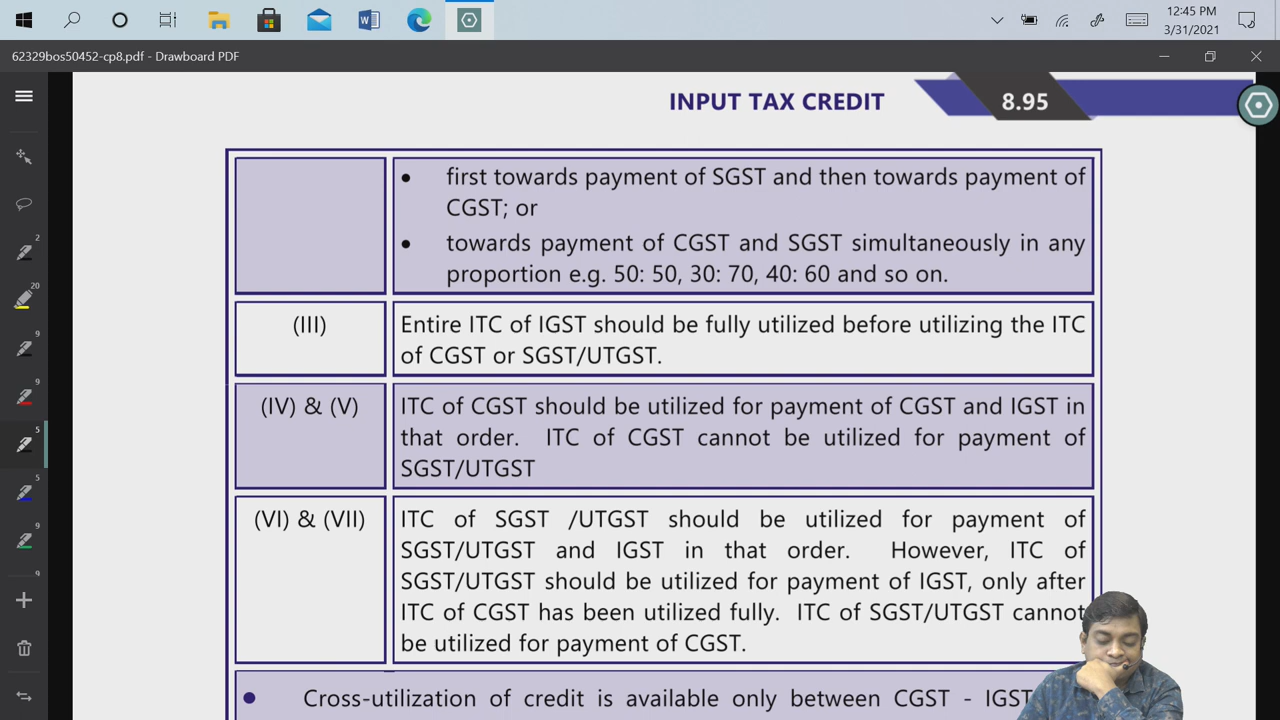 12:45 PM
3/31/2021
62329bos50452-cp8.pdf - Drawboard PDF
INPUT TAX CREDIT 8.95
• first towards payment of SGST and then towards payment of
CGST; or
• towards payment of CGST and SGST simultaneously in any
proportion e.g. 50: 50, 30: 70, 40: 60 and so on.
(III) Entire ITC of IGST should be fully utilized before utilizing the ITC
of CGST or SGST/UTGST.
(IV) & (V) ITC of CGST should be utilized for payment of CGST and IGST in
that order. ITC of CGST cannot be utilized for payment of
SGST/UTGST
(VI) & (VII) ITC of SGST /UTGST should be utilized for payment of
SGST/UTGST and IGST in that order. However, ITC of
SGST/UTGST should be utilized for payment of IGST, only after
ITC of CGST has been utilized fully. ITC of SGST/UTGST cannot
be utilized for payment of CGST.
• Cross-utilization of credit is available only between CGST - IGST
2
20
9
9
5
5
9
9